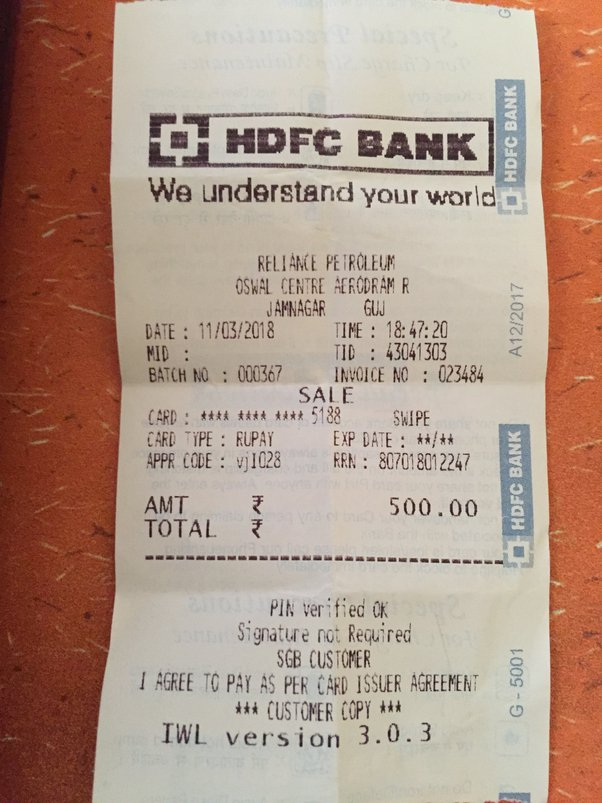 HDFC BANK
We understand your world
RELIANCE PETROLEUM
OSWAL CENTRE AERODRAM R
JAMNAGAR GUJ
DATE : 11/03/2018 TIME : 18:47:20
MID : TID : 43041303
BATCH NO : 000367 INVOICE NO : 023484
SALE
CARD : **** **** **** 5188 SWIPE
CARD TYPE : RUPAY EXP DATE : **/**
APPR CODE : vj1028 RRN : 807018012247
AMT ₹ 500.00
TOTAL ₹
PIN Verified OK
Signature not Required
SGB CUSTOMER
I AGREE TO PAY AS PER CARD ISSUER AGREEMENT
*** CUSTOMER COPY ***
IWL version 3.0.3
HDFC BANK
A12/2017
HDFC BANK
G - 5001